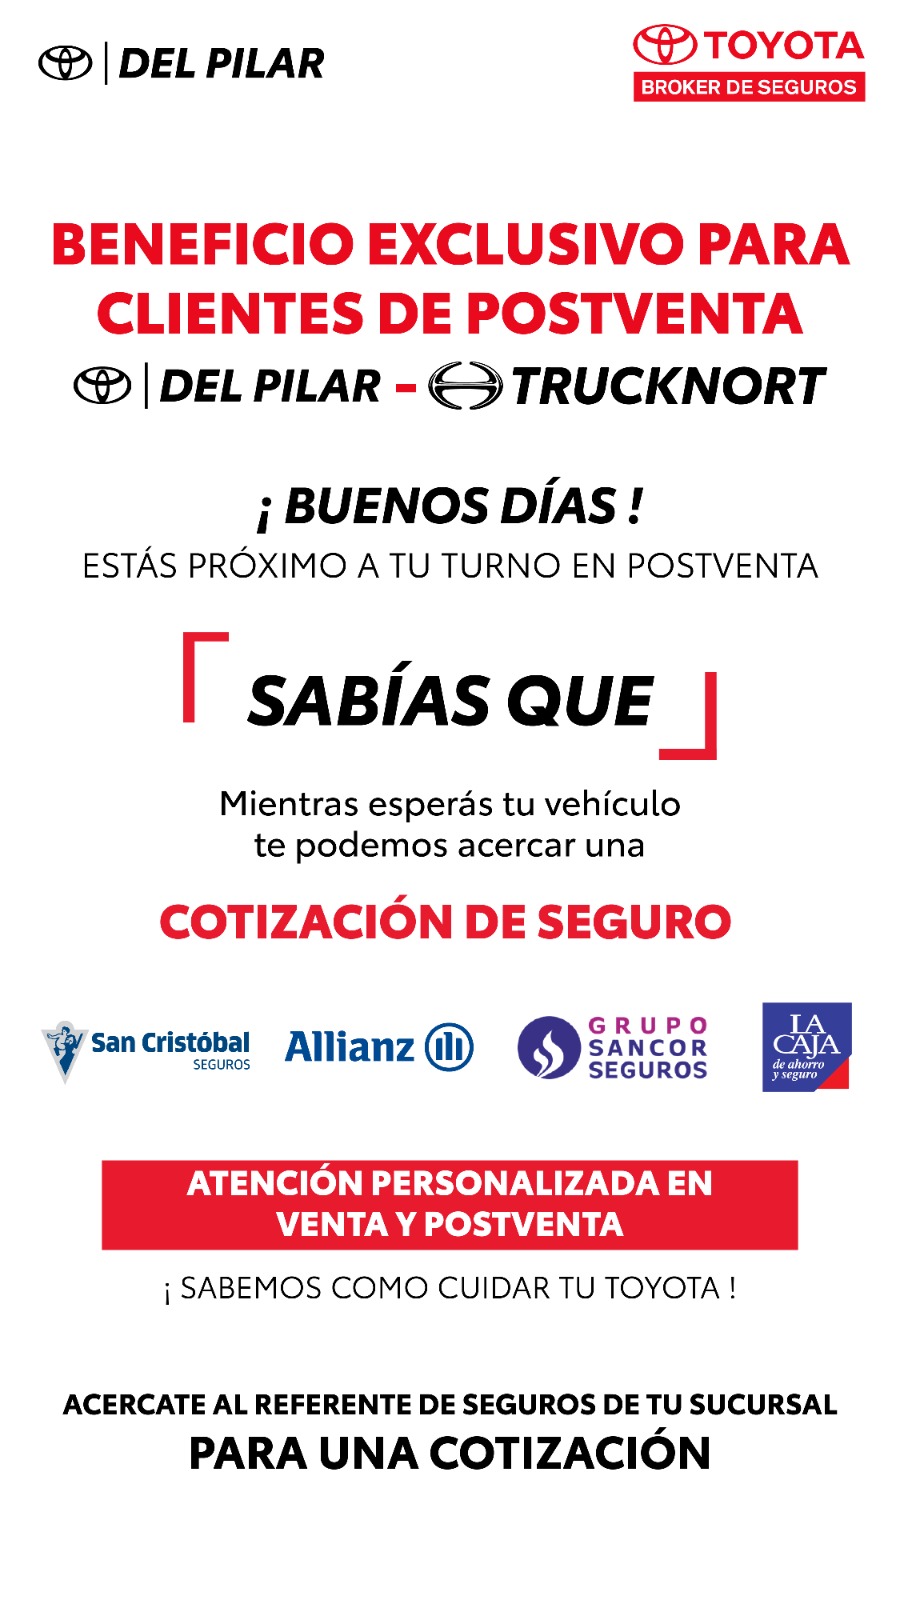 DEL PILAR
TOYOTA
BROKER DE SEGUROS
BENEFICIO EXCLUSIVO PARA
CLIENTES DE POSTVENTA
DEL PILAR - TRUCKNORT
¡ BUENOS DÍAS !
ESTÁS PRÓXIMO A TU TURNO EN POSTVENTA
SABÍAS QUE
Mientras esperás tu vehículo
te podemos acercar una
COTIZACIÓN DE SEGURO
San Cristóbal
SEGUROS
Allianz
GRUPO
SANCOR
SEGUROS
LA
CAJA
de ahorro
y seguro
ATENCIÓN PERSONALIZADA EN
VENTA Y POSTVENTA
¡ SABEMOS COMO CUIDAR TU TOYOTA !
ACERCATE AL REFERENTE DE SEGUROS DE TU SUCURSAL
PARA UNA COTIZACIÓN